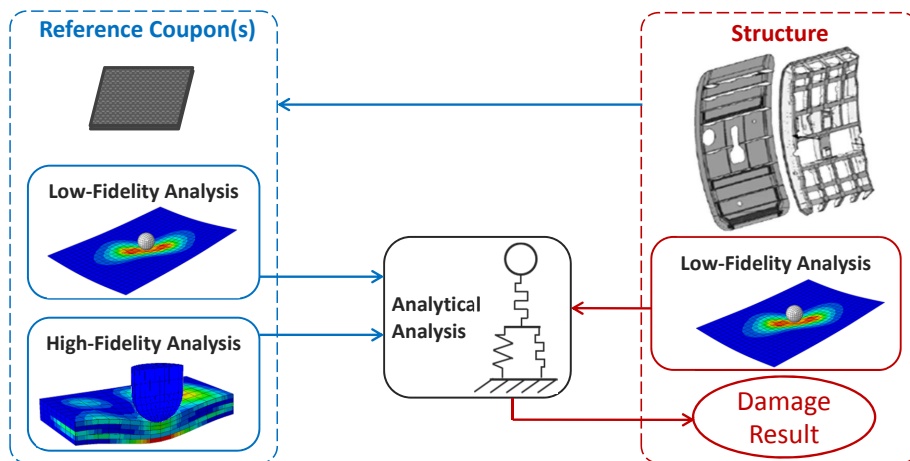 Reference Coupon(s)
Structure
Low-Fidelity Analysis
Low-Fidelity Analysis
Analytical
Analysis
High-Fidelity Analysis
Damage
Result